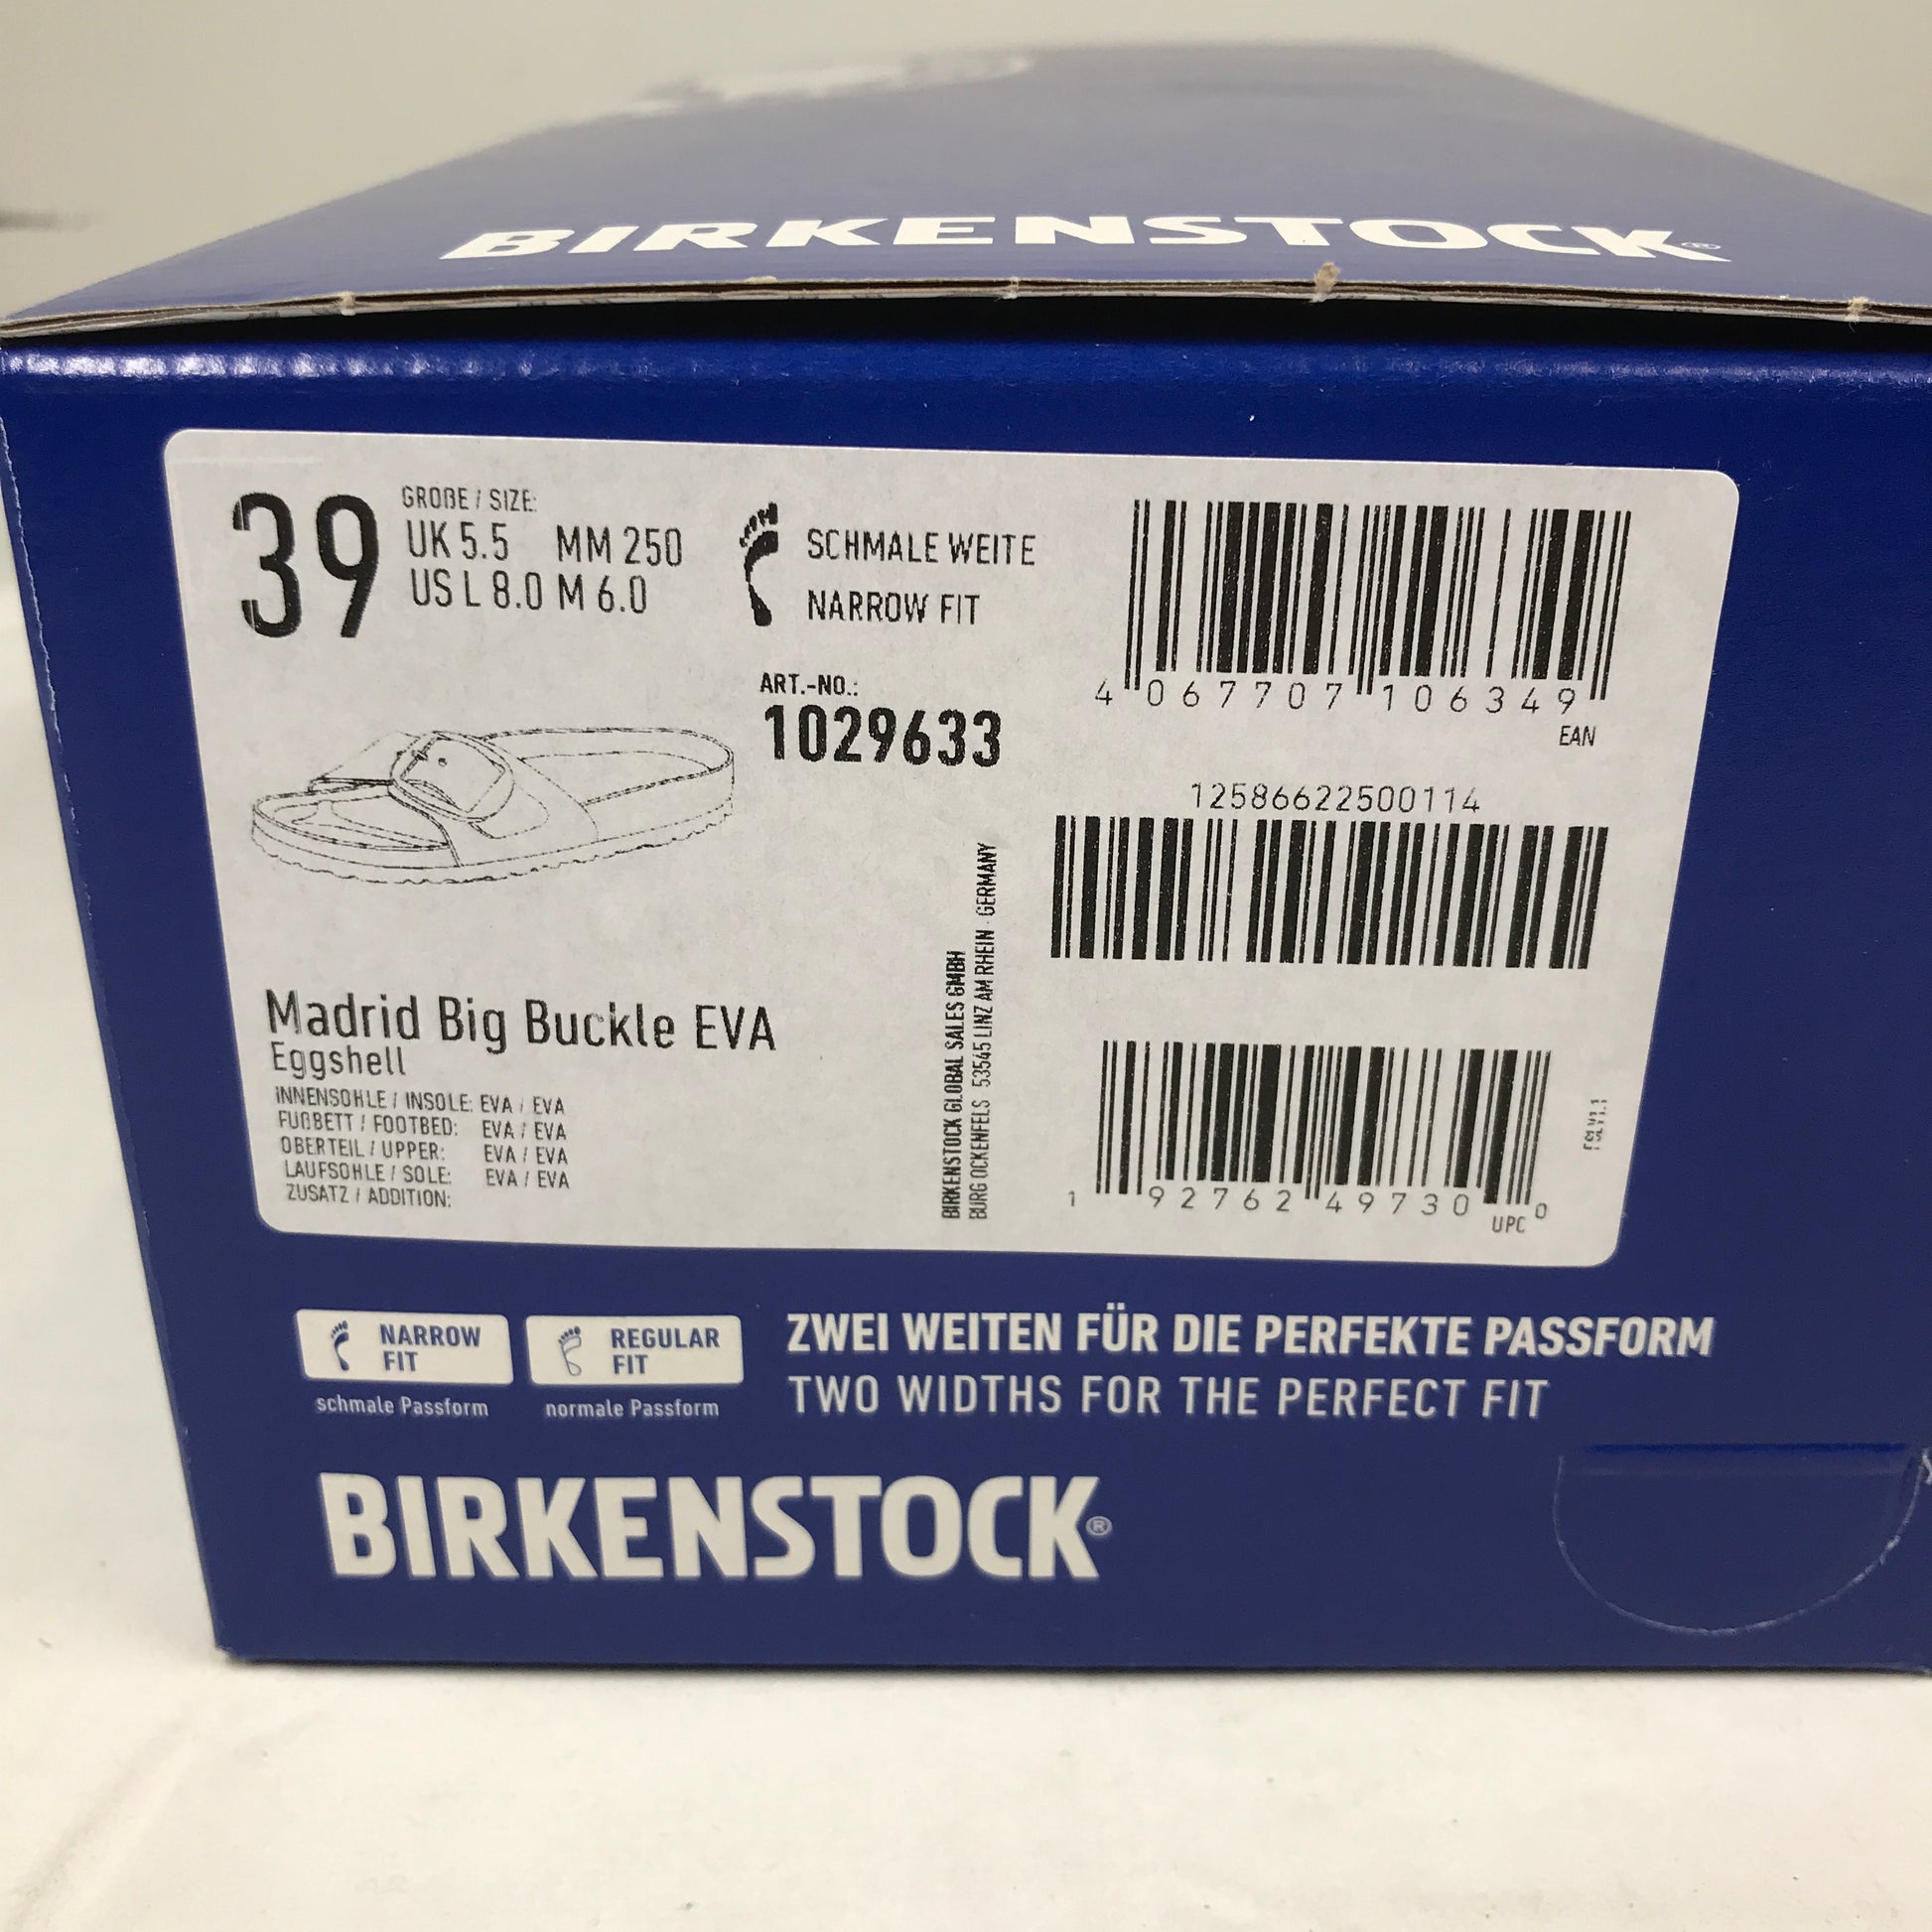 BIRKENSTOCK®
39
GRÖßE / SIZE:
UK 5.5 MM 250
US L 8.0 M 6.0
SCHMALE WEITE
NARROW FIT
ART.-NO.:
1029633
4 067707 106349
EAN
12586622500114
BIRKENSTOCK GLOBAL SALES GMBH
BURG OCKENFELS 53545 LINZ AM RHEIN · GERMANY
Madrid Big Buckle EVA
Eggshell
INNENSOHLE / INSOLE: EVA / EVA
FUßBETT / FOOTBED: EVA / EVA
OBERTEIL / UPPER: EVA / EVA
LAUFSOHLE / SOLE: EVA / EVA
ZUSATZ / ADDITION:
1 92762 49730 0
UPC
NARROW
FIT
schmale Passform
REGULAR
FIT
normale Passform
ZWEI WEITEN FÜR DIE PERFEKTE PASSFORM
TWO WIDTHS FOR THE PERFECT FIT
BIRKENSTOCK®